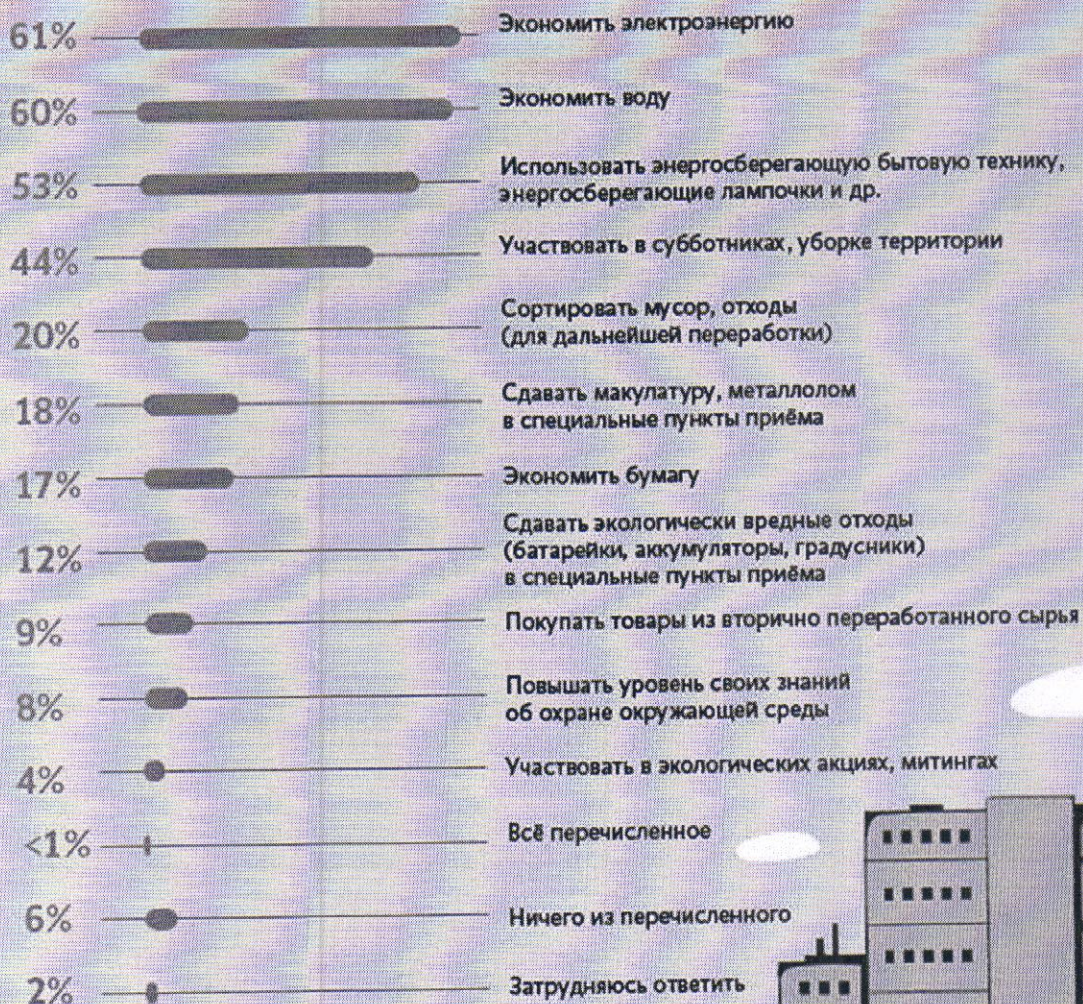 61% Экономить электроэнергию
60% Экономить воду
53% Использовать энергосберегающую бытовую технику,
энергосберегающие лампочки и др.
44% Участвовать в субботниках, уборке территории
20% Сортировать мусор, отходы
(для дальнейшей переработки)
18% Сдавать макулатуру, металлолом
в специальные пункты приёма
17% Экономить бумагу
12% Сдавать экологически вредные отходы
(батарейки, аккумуляторы, градусники)
в специальные пункты приёма
9% Покупать товары из вторично переработанного сырья
8% Повышать уровень своих знаний
об охране окружающей среды
4% Участвовать в экологических акциях, митингах
<1% Всё перечисленное
6% Ничего из перечисленного
2% Затрудняюсь ответить